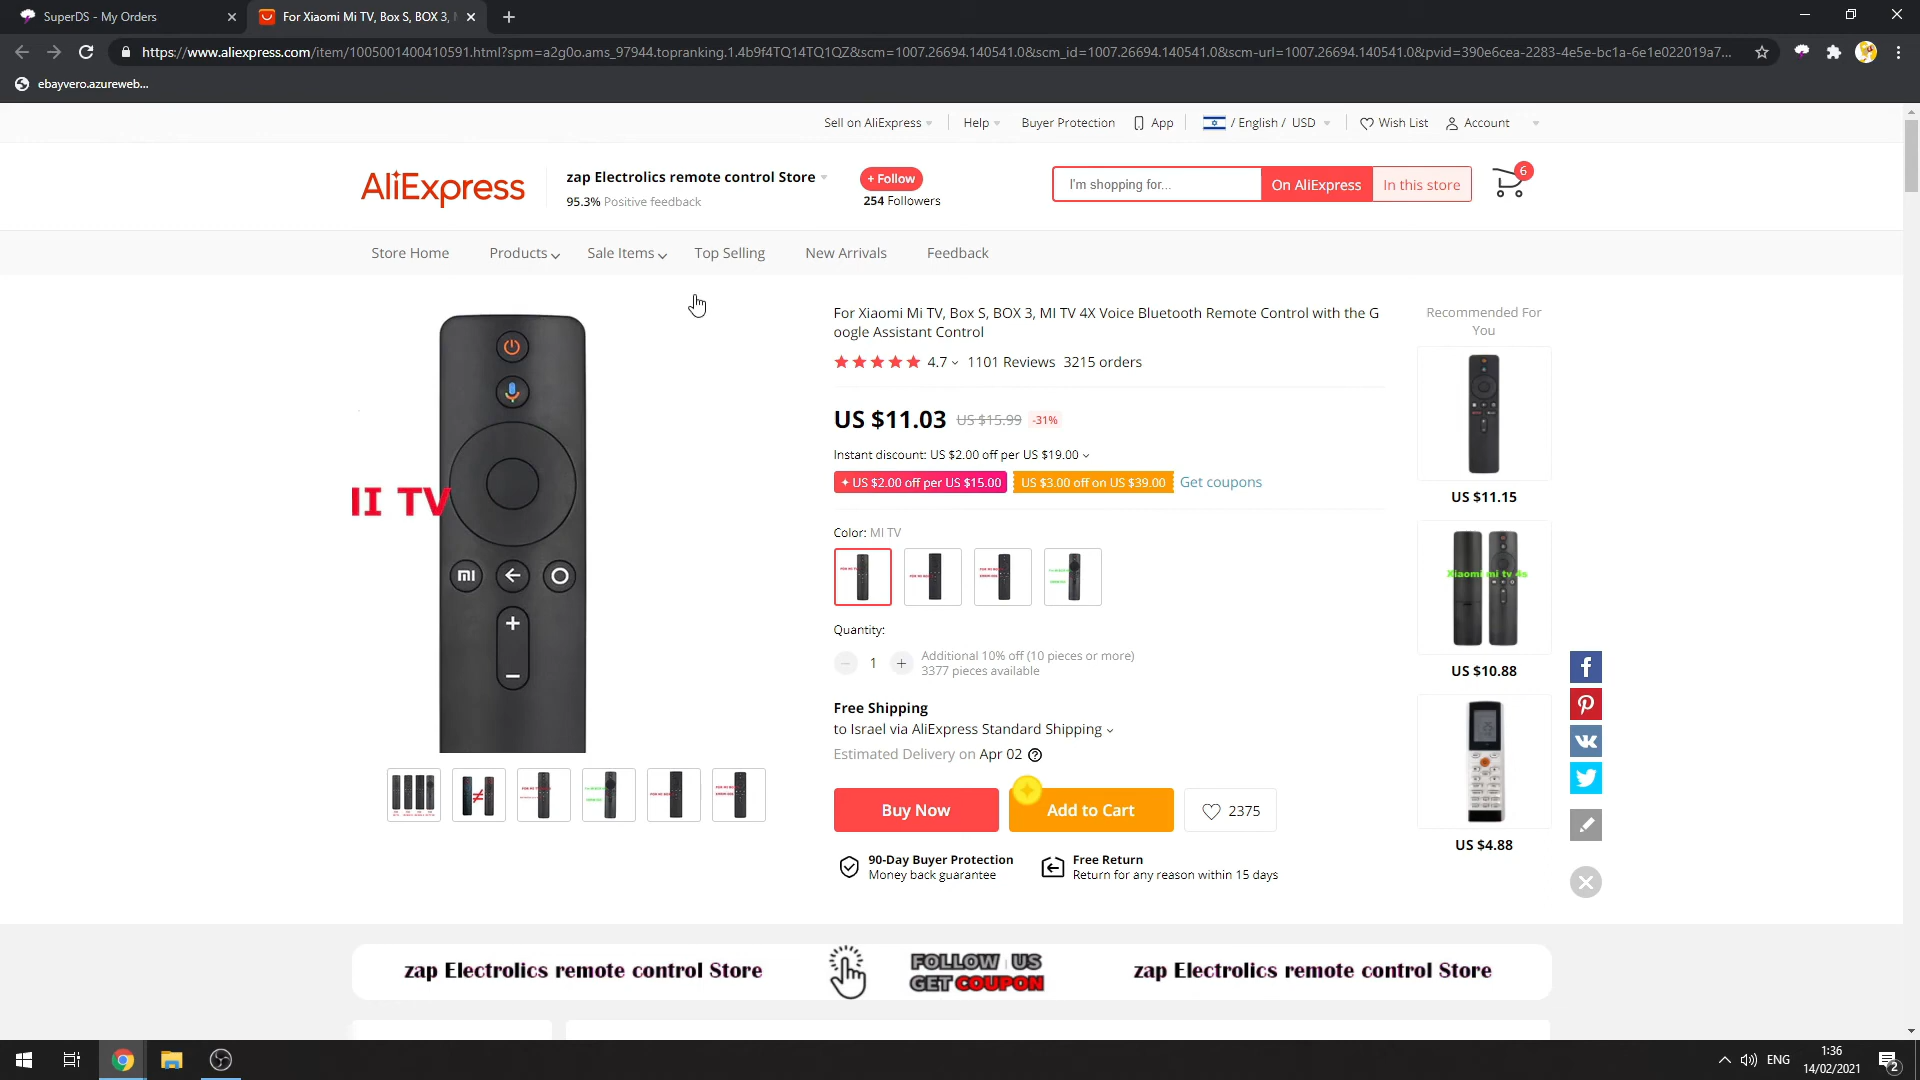 SuperDS - My Orders
For Xiaomi Mi TV, Box S, BOX 3,
https://www.aliexpress.com/item/1005001400410591.html?spm=a2g0o.ams_97944.topranking.1.4b9f4TQ14TQ1QZ&scm=1007.26694.140541.0&scm_id=1007.26694.140541.0&scm-url=1007.26694.140541.0&pvid=390e6cea-2283-4e5e-bc1a-6e1e022019a7...
ebayvero.azureweb...
Sell on AliExpress
Help
Buyer Protection
App
/ English / USD
Wish List
Account
AliExpress
zap Electrolics remote control Store
95.3% Positive feedback
+ Follow
254 Followers
I'm shopping for...
On AliExpress
In this store
6
Store Home
Products
Sale Items
Top Selling
New Arrivals
Feedback
II TV
mi
+
−
For Xiaomi Mi TV, Box S, BOX 3, MI TV 4X Voice Bluetooth Remote Control with the G
oogle Assistant Control
4.7
1101 Reviews
3215 orders
US $11.03
US $15.99
-31%
Instant discount: US $2.00 off per US $19.00
US $2.00 off per US $15.00
US $3.00 off on US $39.00
Get coupons
Color: MI TV
Quantity:
1
Additional 10% off (10 pieces or more)
3377 pieces available
Free Shipping
to Israel via AliExpress Standard Shipping
Estimated Delivery on Apr 02
Buy Now
Add to Cart
2375
90-Day Buyer Protection
Money back guarantee
Free Return
Return for any reason within 15 days
Recommended For
You
US $11.15
Xiaomi mi tv 4s
US $10.88
US $4.88
zap Electrolics remote control Store
FOLLOW US
GET COUPON
zap Electrolics remote control Store
ENG
1:36
14/02/2021
2